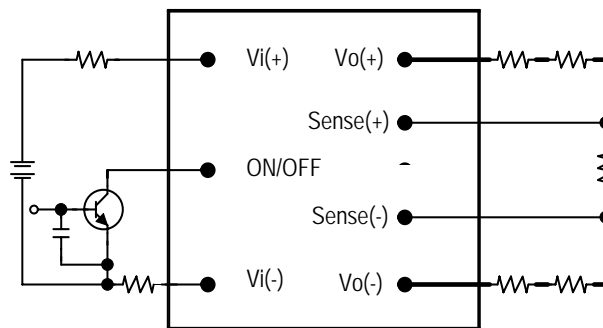 Vi(+) Vo(+)
Sense(+)
ON/OFF
Sense(-)
Vi(-) Vo(-)